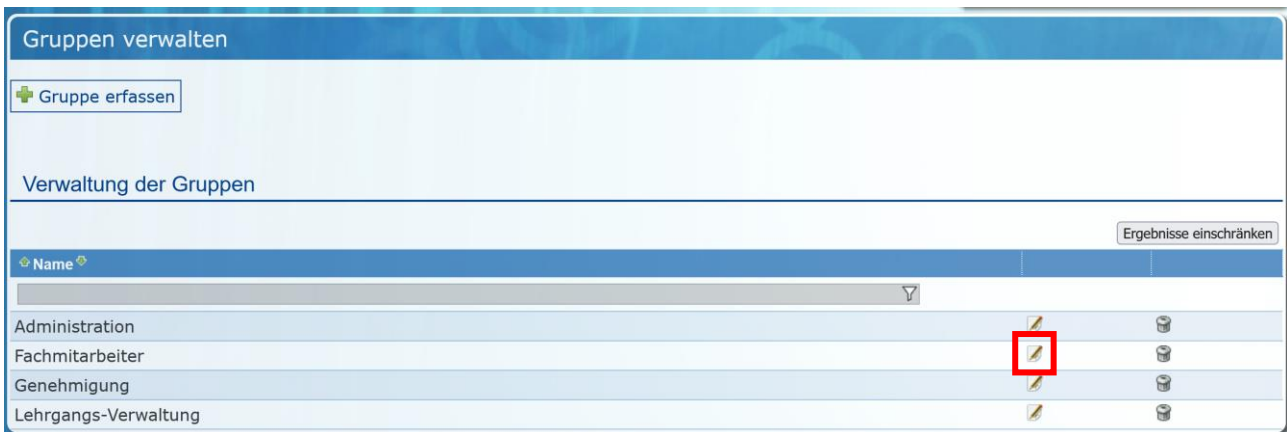 Gruppen verwalten
Gruppe erfassen
Verwaltung der Gruppen
Ergebnisse einschränken
Name
Administration
Fachmitarbeiter
Genehmigung
Lehrgangs-Verwaltung